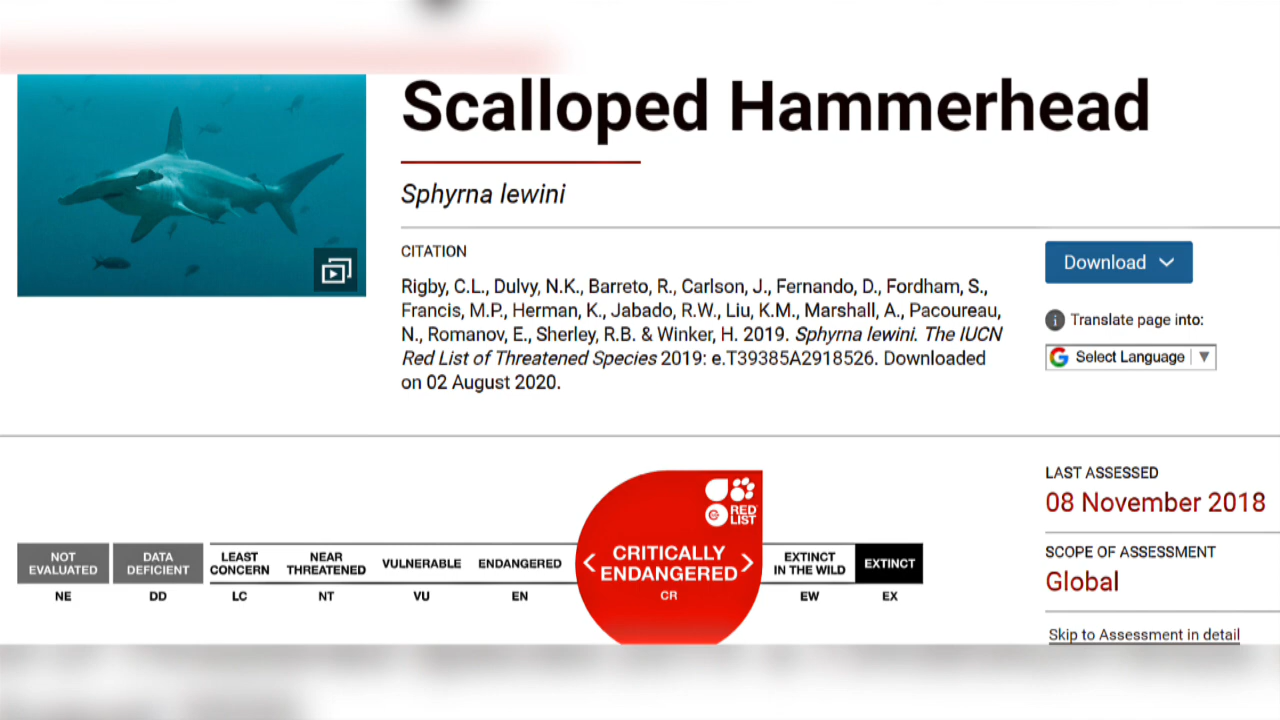 Scalloped Hammerhead
Sphyrna lewini
CITATION
Rigby, C.L., Dulvy, N.K., Barreto, R., Carlson, J., Fernando, D., Fordham, S.,
Francis, M.P., Herman, K., Jabado, R.W., Liu, K.M., Marshall, A., Pacoureau,
N., Romanov, E., Sherley, R.B. & Winker, H. 2019. Sphyrna lewini. The IUCN
Red List of Threatened Species 2019: e.T39385A2918526. Downloaded
on 02 August 2020.
Download
Translate page into:
Select Language
NOT
EVALUATED
NE
DATA
DEFICIENT
DD
LEAST
CONCERN
LC
NEAR
THREATENED
NT
VULNERABLE
VU
ENDANGERED
EN
RED
LIST
< CRITICALLY >
ENDANGERED
CR
EXTINCT
IN THE WILD
EW
EXTINCT
EX
LAST ASSESSED
08 November 2018
SCOPE OF ASSESSMENT
Global
Skip to Assessment in detail